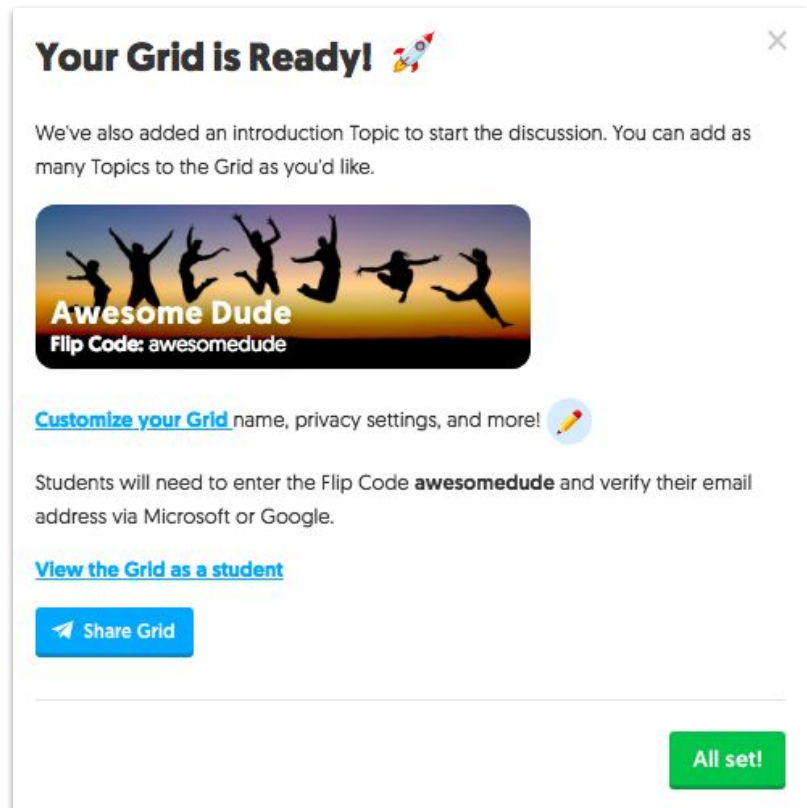 Your Grid is Ready! 🚀
We've also added an introduction Topic to start the discussion. You can add as
many Topics to the Grid as you'd like.
Awesome Dude
Flip Code: awesomedude
Customize your Grid name, privacy settings, and more!
Students will need to enter the Flip Code awesomedude and verify their email
address via Microsoft or Google.
View the Grid as a student
Share Grid
All set!